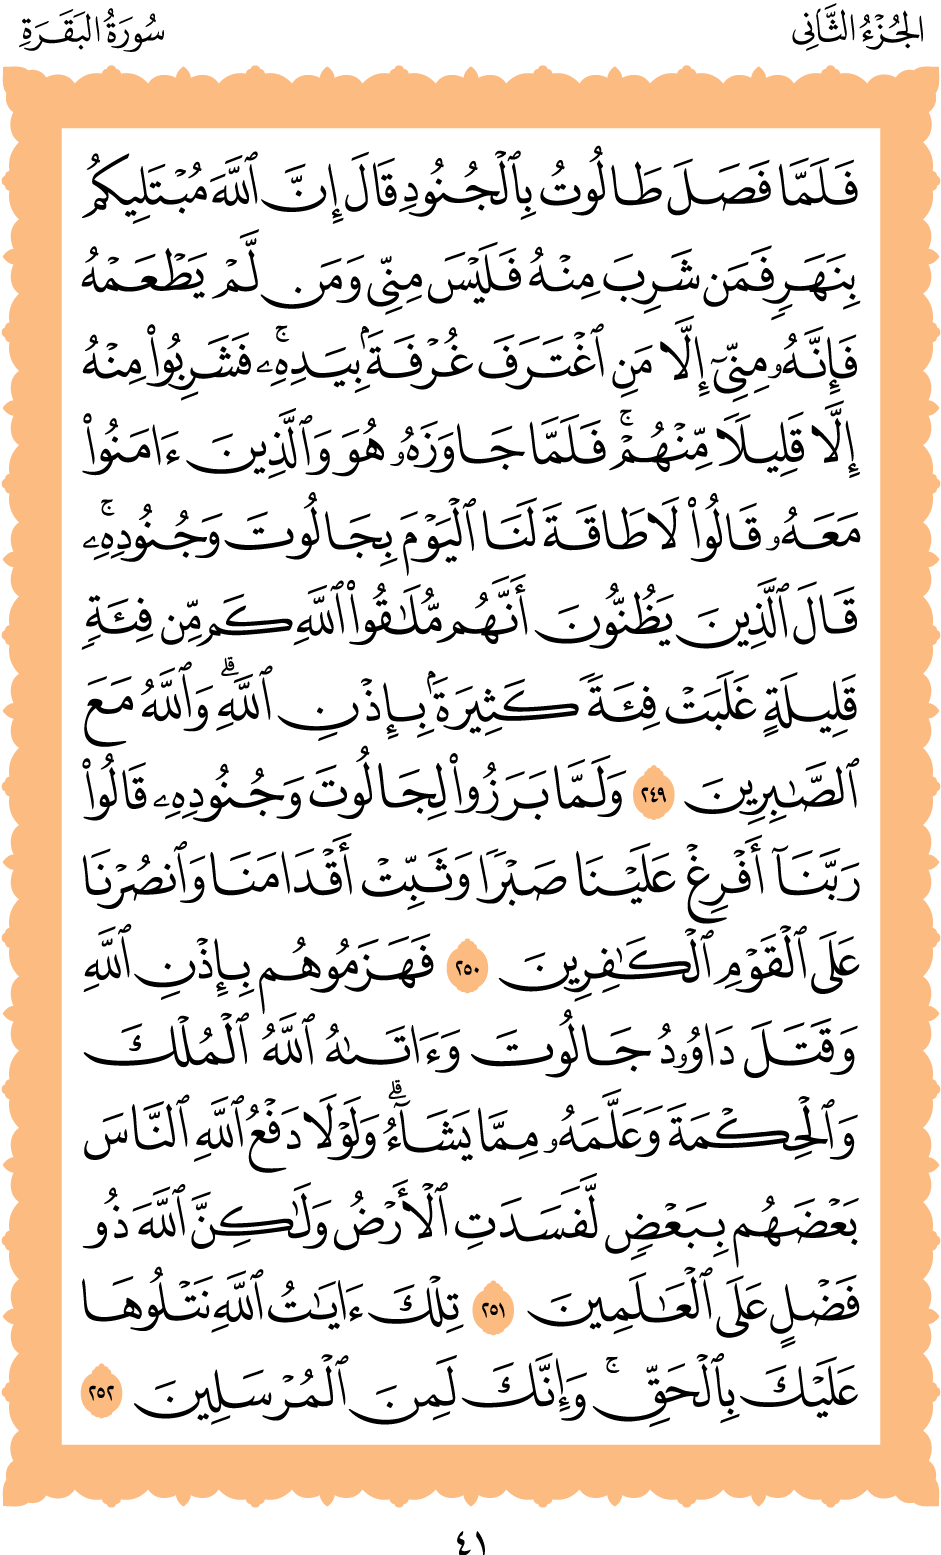 الجُزْءُ الثَّانِى
سُورَةُ البَقَرَةِ
فَلَمَّا فَصَلَ طَالُوتُ بِٱلْجُنُودِ قَالَ إِنَّ ٱللَّهَ مُبْتَلِيكُم
بِنَهَرٍ فَمَن شَرِبَ مِنْهُ فَلَيْسَ مِنِّى وَمَن لَّمْ يَطْعَمْهُ
فَإِنَّهُۥ مِنِّىٓ إِلَّا مَنِ ٱغْتَرَفَ غُرْفَةًۢ بِيَدِهِۦ ۚ فَشَرِبُوا۟ مِنْهُ
إِلَّا قَلِيلًا مِّنْهُمْ ۚ فَلَمَّا جَاوَزَهُۥ هُوَ وَٱلَّذِينَ ءَامَنُوا۟
مَعَهُۥ قَالُوا۟ لَا طَاقَةَ لَنَا ٱلْيَوْمَ بِجَالُوتَ وَجُنُودِهِۦ ۚ
قَالَ ٱلَّذِينَ يَظُنُّونَ أَنَّهُم مُّلَـٰقُوا۟ ٱللَّهِ كَم مِّن فِئَةٍ
قَلِيلَةٍ غَلَبَتْ فِئَةً كَثِيرَةًۢ بِإِذْنِ ٱللَّهِ ۗ وَٱللَّهُ مَعَ
ٱلصَّـٰبِرِينَ ٢٤٩ وَلَمَّا بَرَزُوا۟ لِجَالُوتَ وَجُنُودِهِۦ قَالُوا۟
رَبَّنَآ أَفْرِغْ عَلَيْنَا صَبْرًا وَثَبِّتْ أَقْدَامَنَا وَٱنصُرْنَا
عَلَى ٱلْقَوْمِ ٱلْكَـٰفِرِينَ ٢٥٠ فَهَزَمُوهُم بِإِذْنِ ٱللَّهِ
وَقَتَلَ دَاوُۥدُ جَالُوتَ وَءَاتَىٰهُ ٱللَّهُ ٱلْمُلْكَ
وَٱلْحِكْمَةَ وَعَلَّمَهُۥ مِمَّا يَشَآءُ ۗ وَلَوْلَا دَفْعُ ٱللَّهِ ٱلنَّاسَ
بَعْضَهُم بِبَعْضٍ لَّفَسَدَتِ ٱلْأَرْضُ وَلَـٰكِنَّ ٱللَّهَ ذُو
فَضْلٍ عَلَى ٱلْعَـٰلَمِينَ ٢٥١ تِلْكَ ءَايَـٰتُ ٱللَّهِ نَتْلُوهَا
عَلَيْكَ بِٱلْحَقِّ ۚ وَإِنَّكَ لَمِنَ ٱلْمُرْسَلِينَ ٢٥٢
٤١